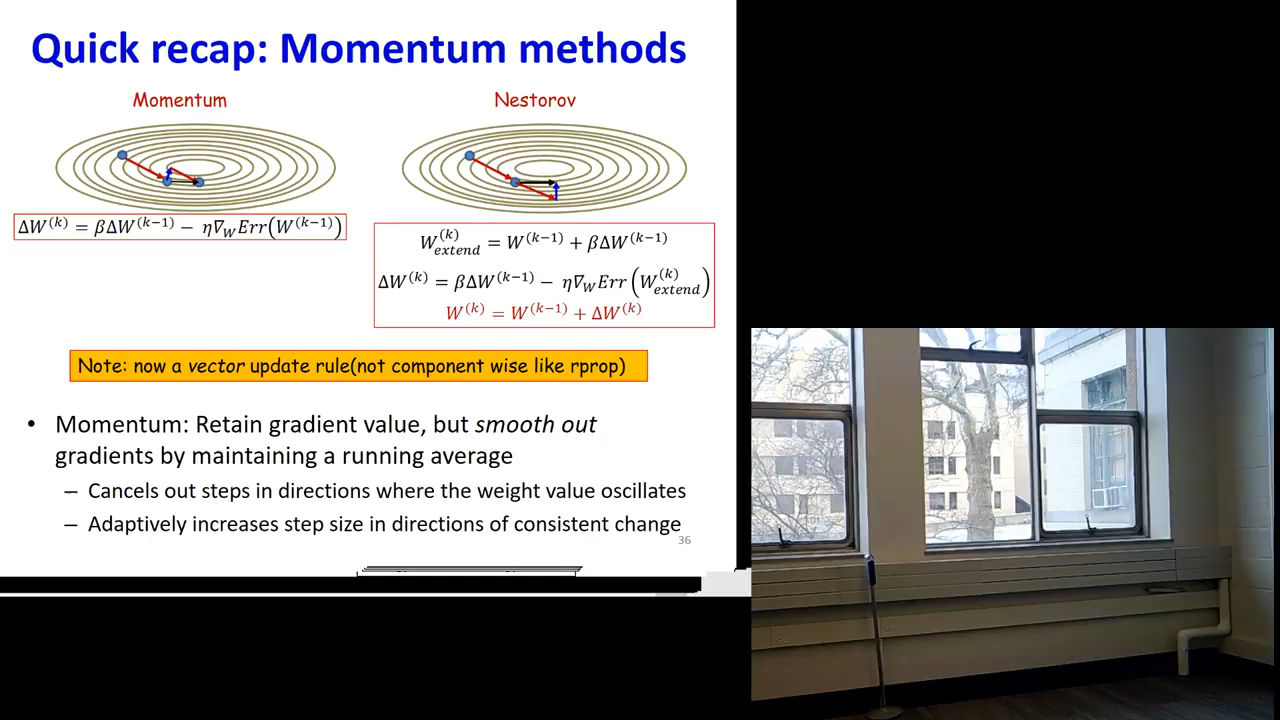 Quick recap: Momentum methods
Momentum
Nestorov
ΔW^(k) = βΔW^(k−1) − η∇_W Err(W^(k−1))
W_extend^(k) = W^(k−1) + βΔW^(k−1)
ΔW^(k) = βΔW^(k−1) − η∇_W Err(W_extend^(k))
W^(k) = W^(k−1) + ΔW^(k)
Note: now a vector update rule(not component wise like rprop)
• Momentum: Retain gradient value, but smooth out
gradients by maintaining a running average
– Cancels out steps in directions where the weight value oscillates
– Adaptively increases step size in directions of consistent change
36